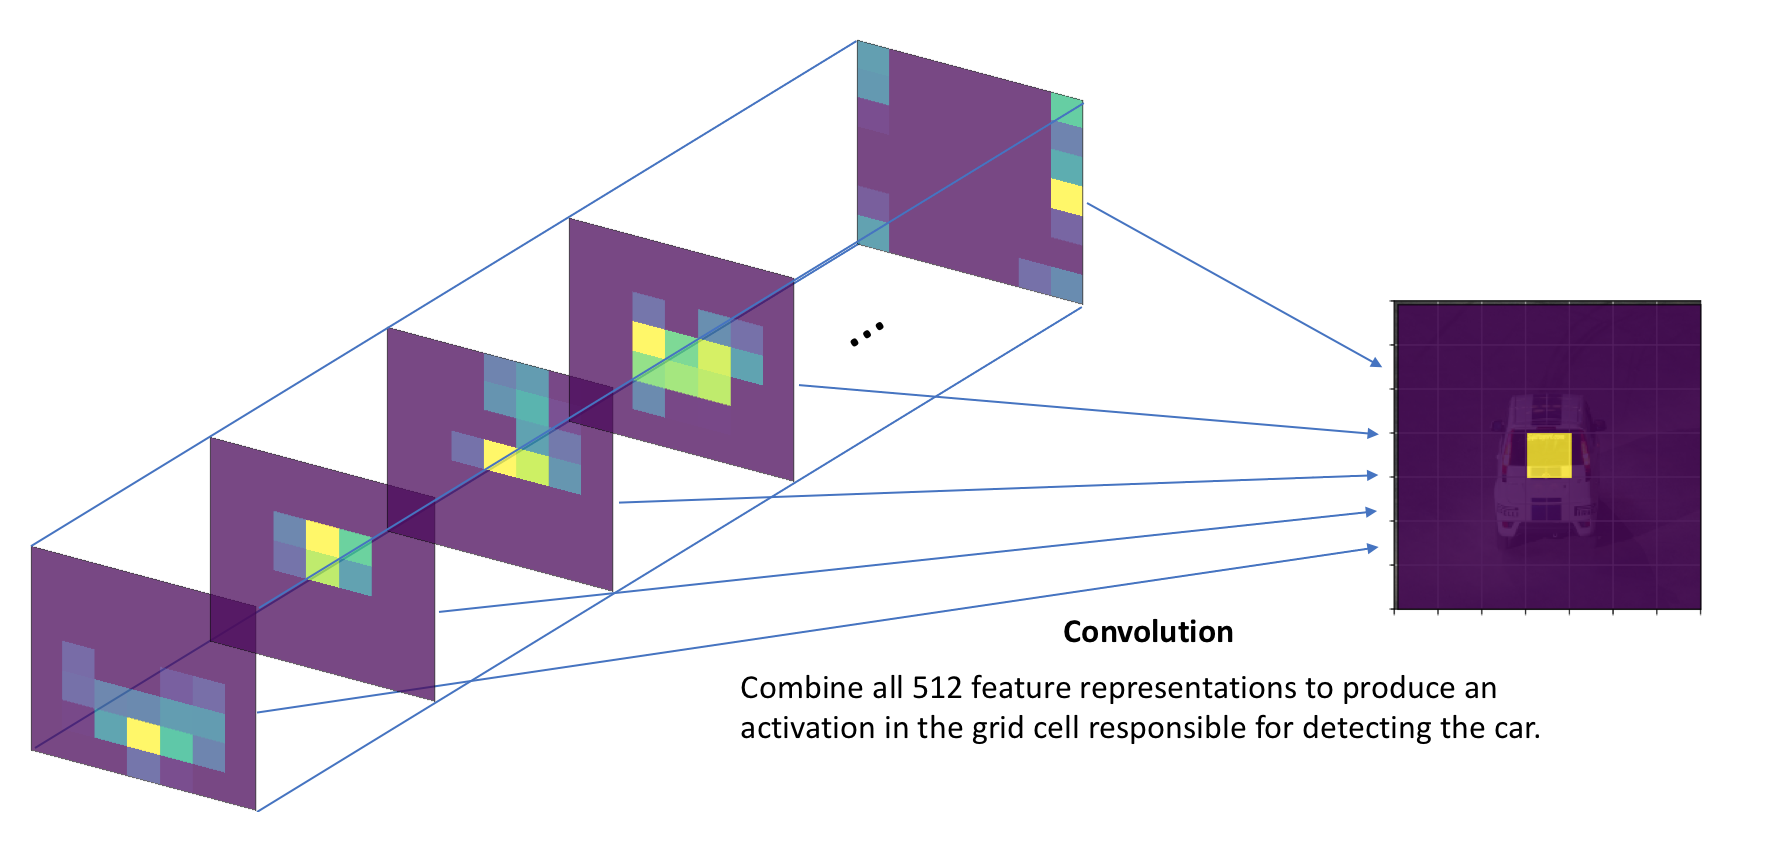 Convolution
Combine all 512 feature representations to produce an
activation in the grid cell responsible for detecting the car.